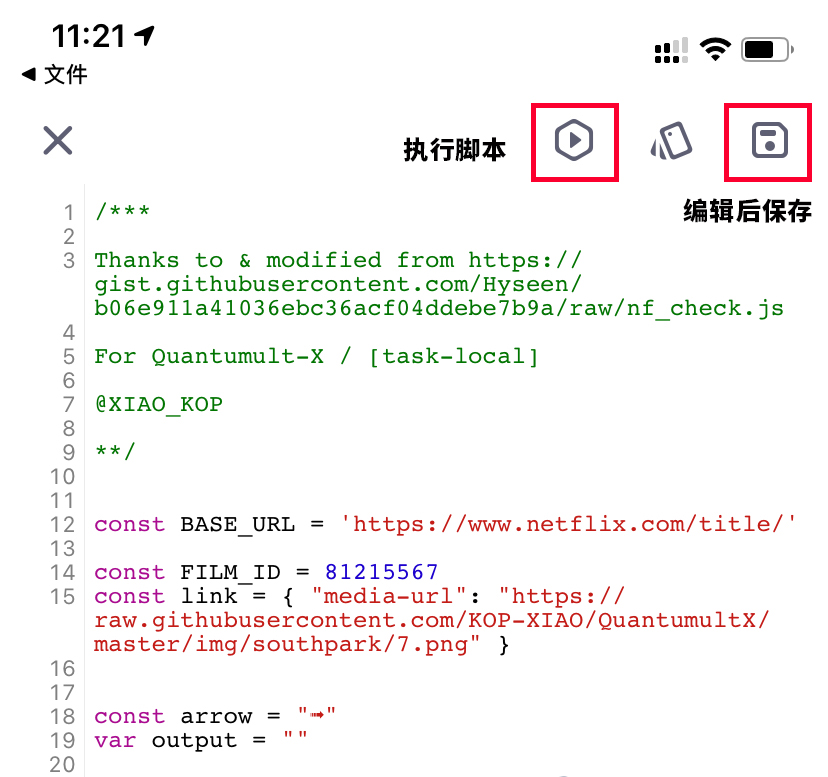 11:21
文件
执行脚本
编辑后保存
1 /***
2
3 Thanks to & modified from https://
gist.githubusercontent.com/Hyseen/
b06e911a41036ebc36acf04ddebe7b9a/raw/nf_check.js
4
5 For Quantumult-X / [task-local]
6
7 @XIAO_KOP
8
9 **/
10
11
12 const BASE_URL = 'https://www.netflix.com/title/'
13
14 const FILM_ID = 81215567
15 const link = { "media-url": "https://
raw.githubusercontent.com/KOP-XIAO/QuantumultX/
master/img/southpark/7.png" }
16
17
18 const arrow = "➟"
19 var output = ""
20